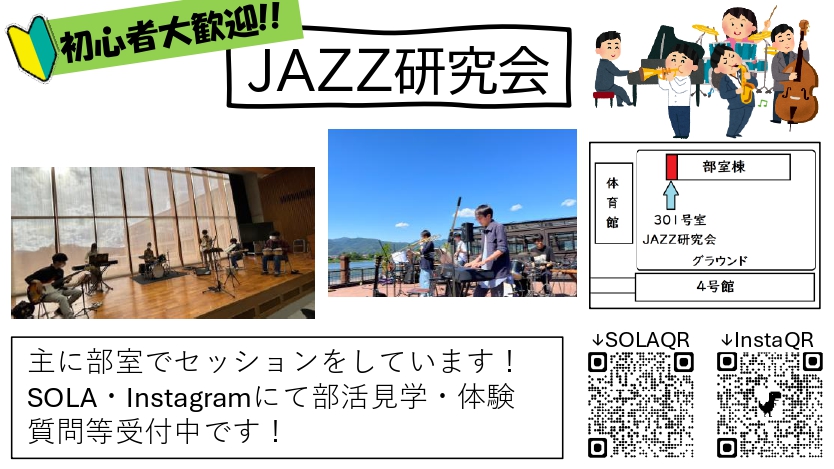 初心者大歓迎!!
JAZZ研究会
体育館
部室棟
301号室
JAZZ研究会
グラウンド
4号館
主に部室でセッションをしています！
SOLA・Instagramにて部活見学・体験
質問等受付中です！
↓SOLAQR
↓InstaQR